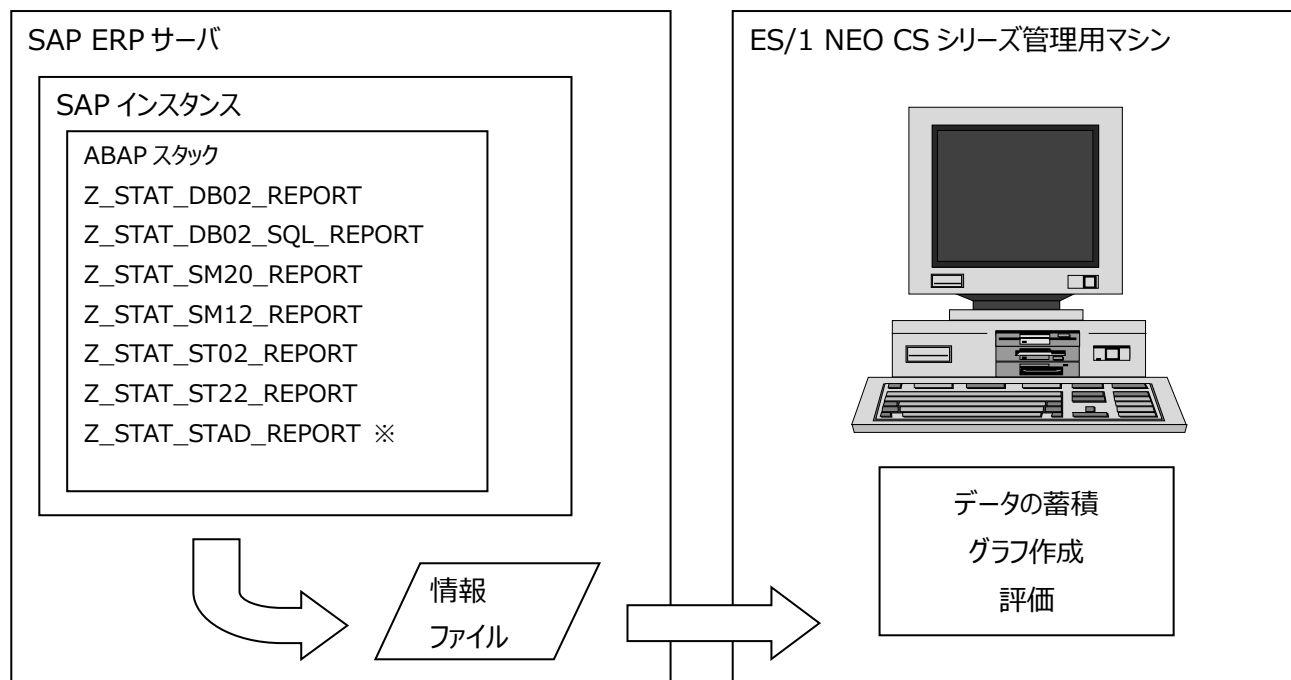 SAP ERP サーバ
SAP インスタンス
ABAP スタック
Z_STAT_DB02_REPORT
Z_STAT_DB02_SQL_REPORT
Z_STAT_SM20_REPORT
Z_STAT_SM12_REPORT
Z_STAT_ST02_REPORT
Z_STAT_ST22_REPORT
Z_STAT_STAD_REPORT ※
情報
ファイル
ES/1 NEO CS シリーズ管理用マシン
データの蓄積
グラフ作成
評価